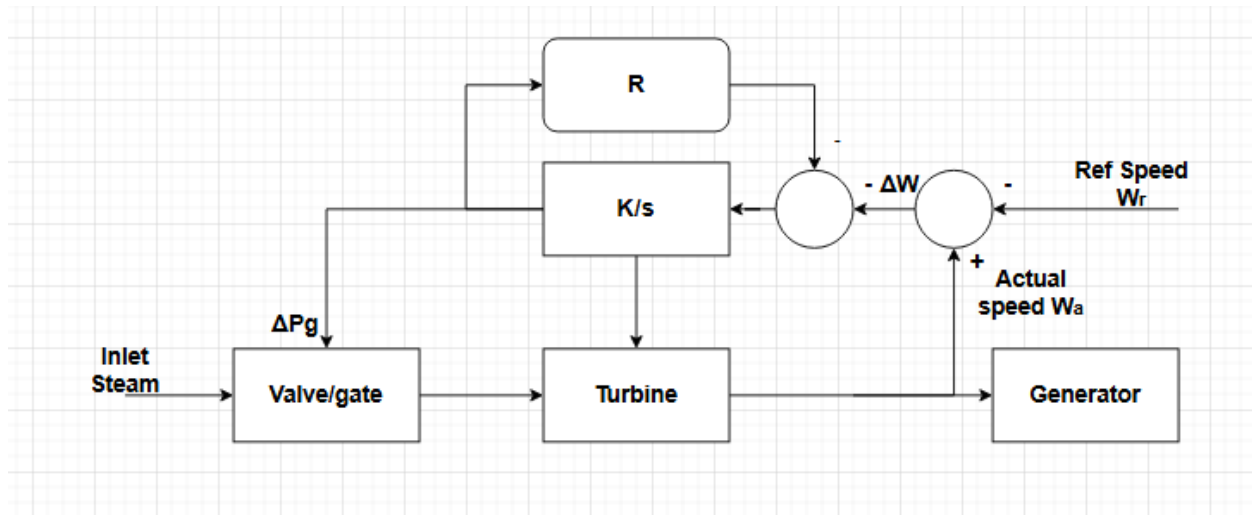 R
-
K/s
- ΔW
-
Ref Speed
Wr
+
Actual
speed Wa
ΔPg
Inlet
Steam
Valve/gate
Turbine
Generator